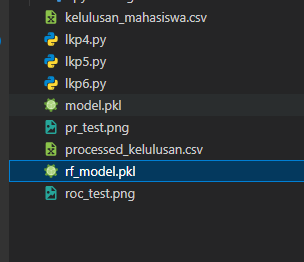 kelulusan_mahasiswa.csv
lkp4.py
lkp5.py
lkp6.py
model.pkl
pr_test.png
processed_kelulusan.csv
rf_model.pkl
roc_test.png